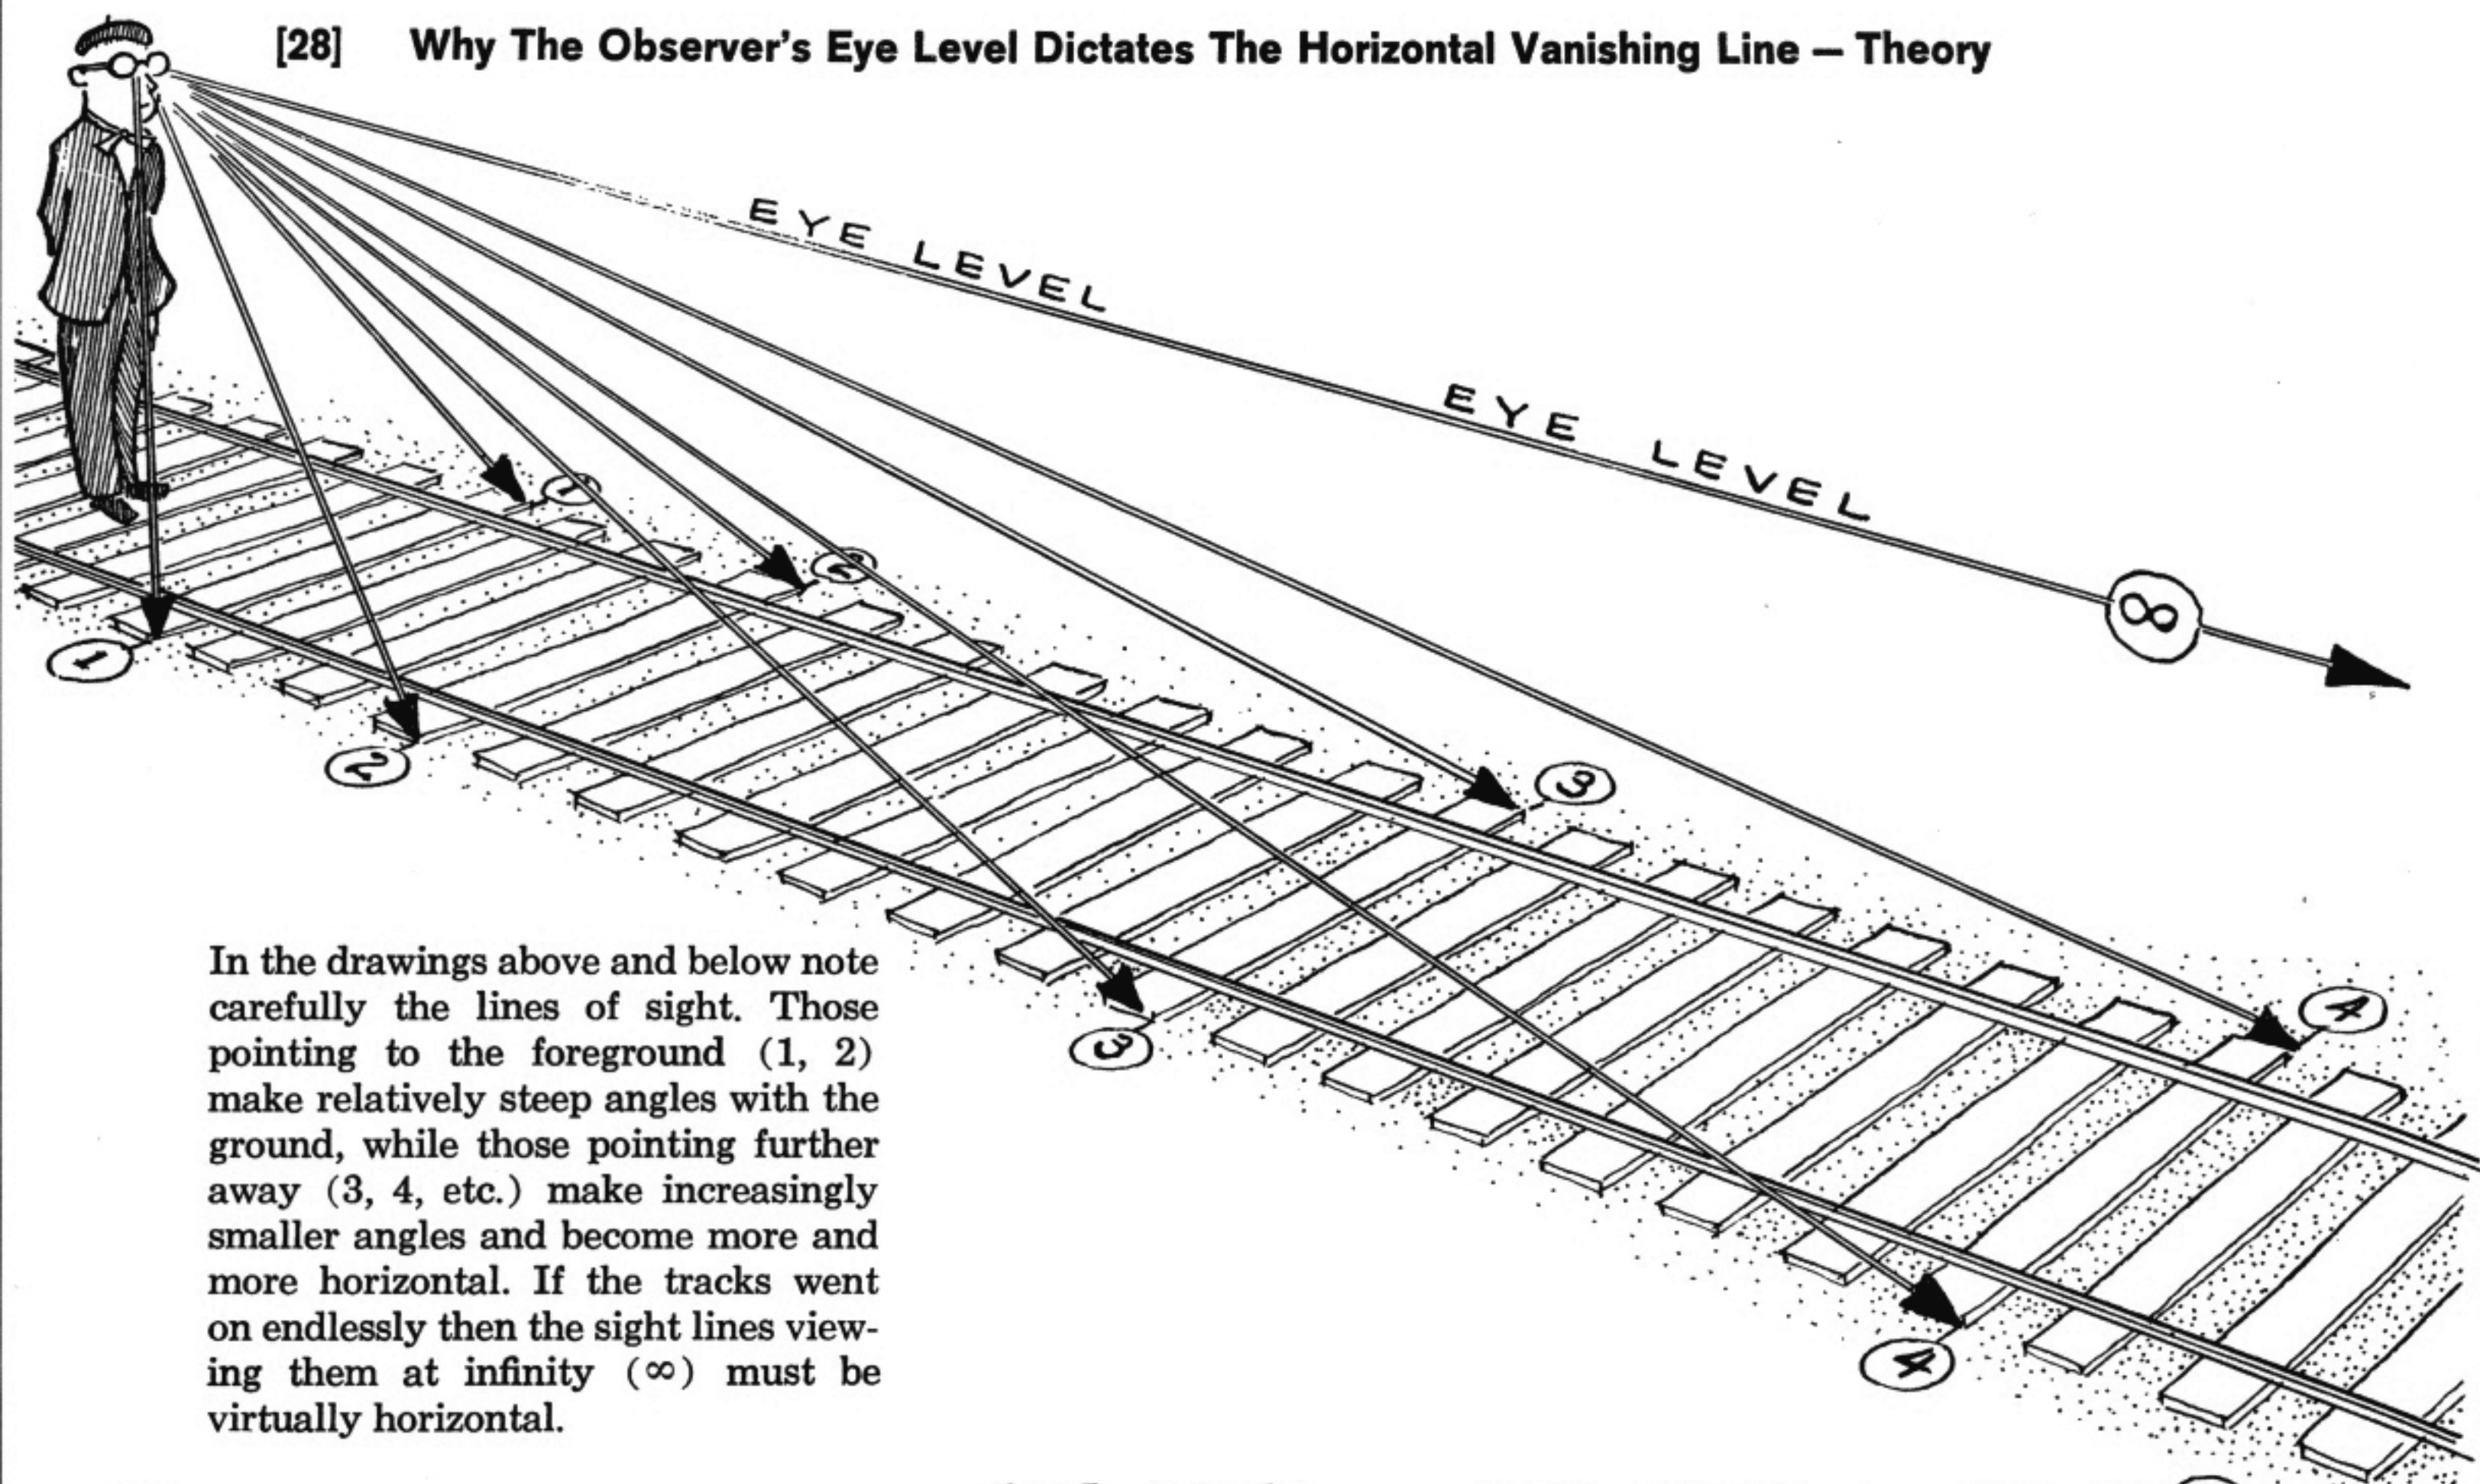 [28] Why The Observer's Eye Level Dictates The Horizontal Vanishing Line — Theory
EYE LEVEL
EYE LEVEL
∞
1
2
3
4
1
2
3
4
In the drawings above and below note
carefully the lines of sight. Those
pointing to the foreground (1, 2)
make relatively steep angles with the
ground, while those pointing further
away (3, 4, etc.) make increasingly
smaller angles and become more and
more horizontal. If the tracks went
on endlessly then the sight lines view-
ing them at infinity (∞) must be
virtually horizontal.